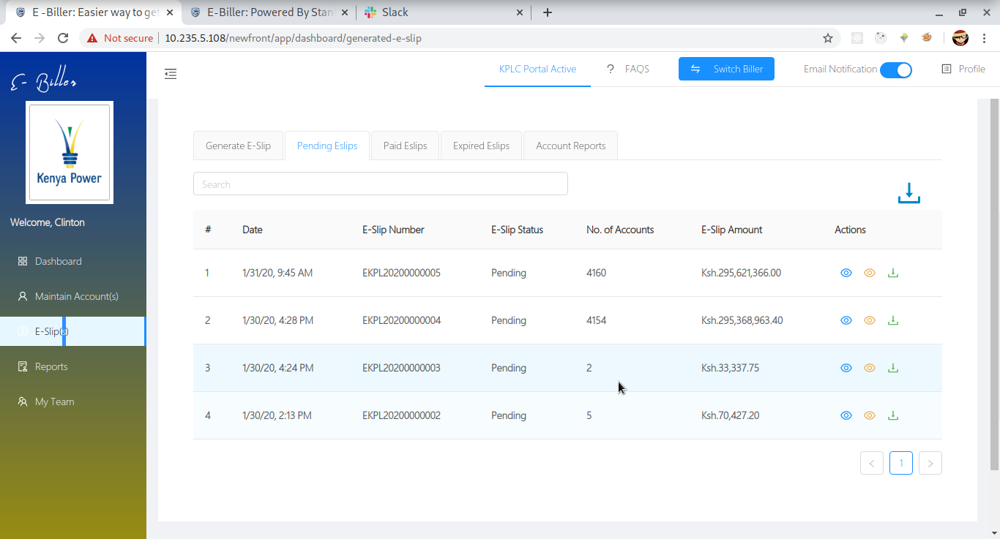 E -Biller: Easier way to get
E-Biller: Powered By Stan
Slack
Not secure
10.235.5.108/newfront/app/dashboard/generated-e-slip
E- Biller
KPLC Portal Active
? FAQS
Switch Biller
Email Notification
Profile
Kenya Power
Welcome, Clinton
Dashboard
Maintain Account(s)
E-Slip(s)
Reports
My Team
Generate E-Slip
Pending Eslips
Paid Eslips
Expired Eslips
Account Reports
Search
# Date E-Slip Number E-Slip Status No. of Accounts E-Slip Amount Actions
1 1/31/20, 9:45 AM EKPL20200000005 Pending 4160 Ksh.295,621,366.00
2 1/30/20, 4:28 PM EKPL20200000004 Pending 4154 Ksh.295,368,963.40
3 1/30/20, 4:24 PM EKPL20200000003 Pending 2 Ksh.33,337.75
4 1/30/20, 2:13 PM EKPL20200000002 Pending 5 Ksh.70,427.20
< 1 >